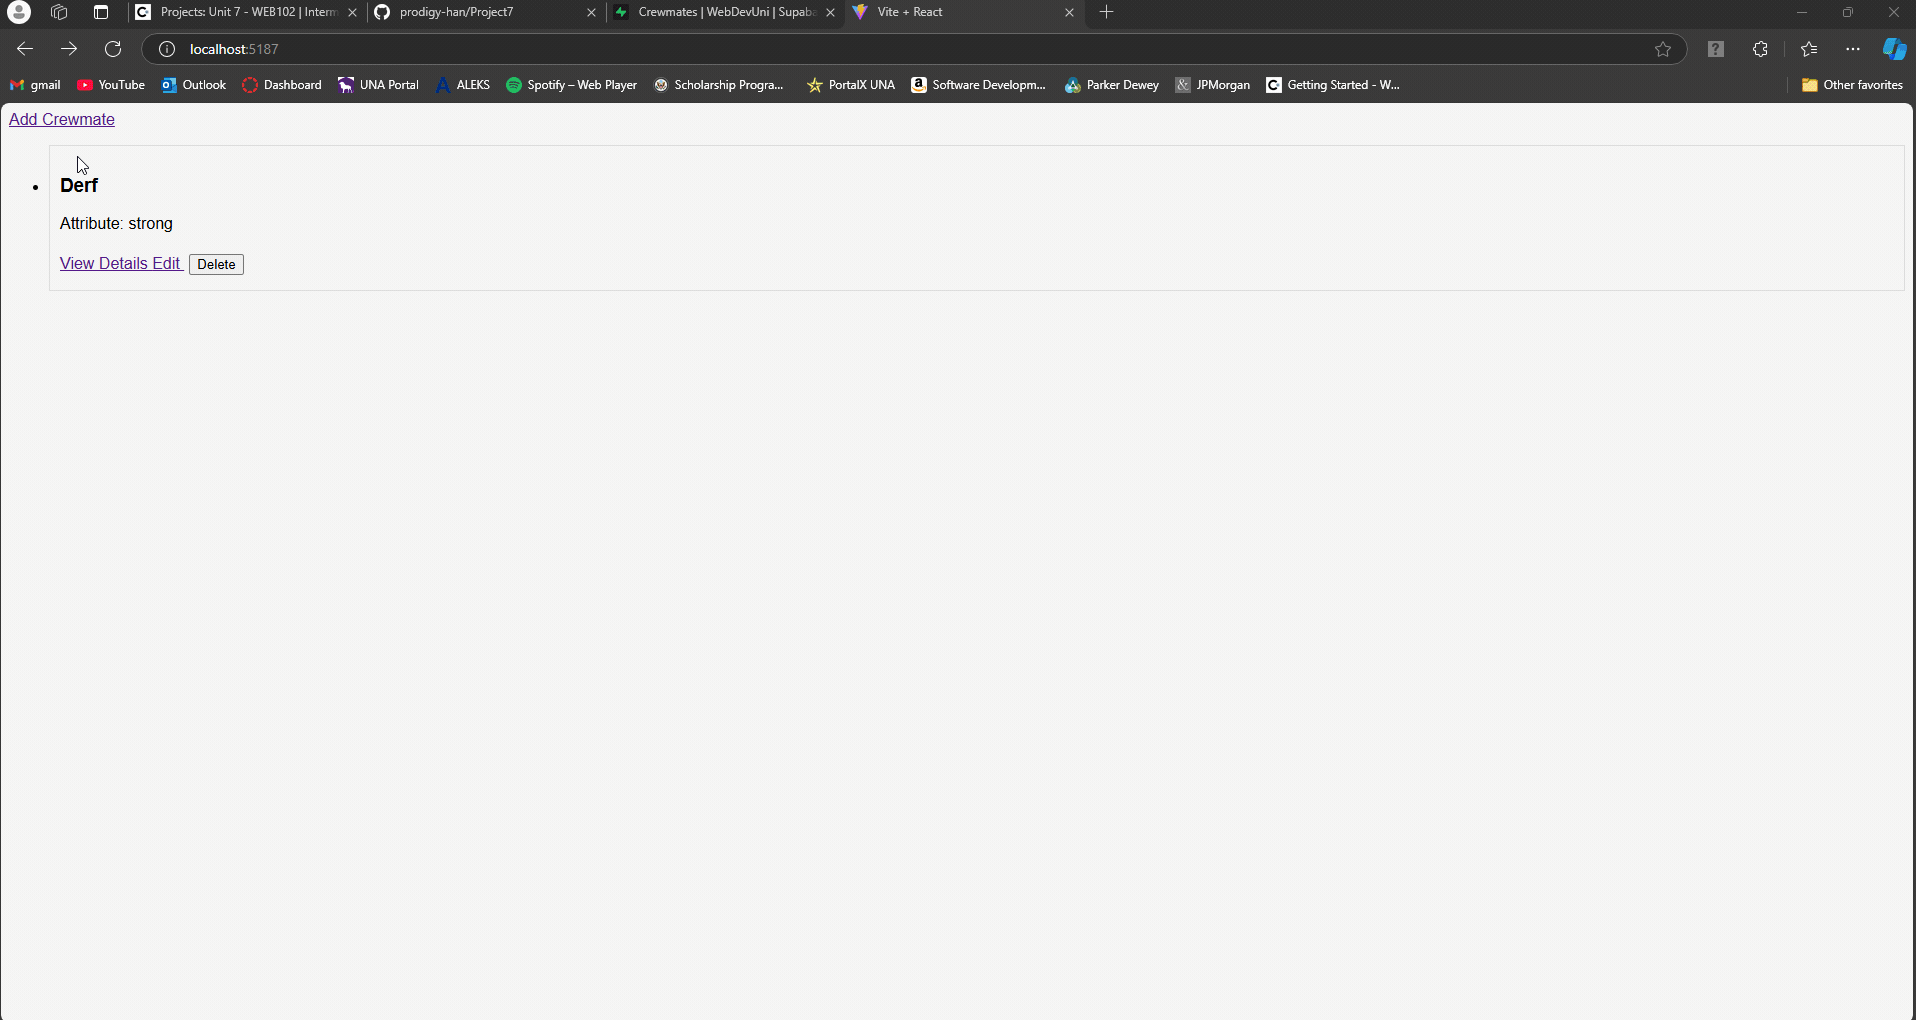 Projects: Unit 7 - WEB102 | Interm
prodigy-han/Project7
Crewmates | WebDevUni | Supaba
Vite + React
localhost:5187
gmail
YouTube
Outlook
Dashboard
UNA Portal
ALEKS
Spotify – Web Player
Scholarship Progra...
PortalX UNA
Software Developm...
Parker Dewey
JPMorgan
Getting Started - W...
Other favorites
Add Crewmate
Derf
Attribute: strong
View Details Edit Delete